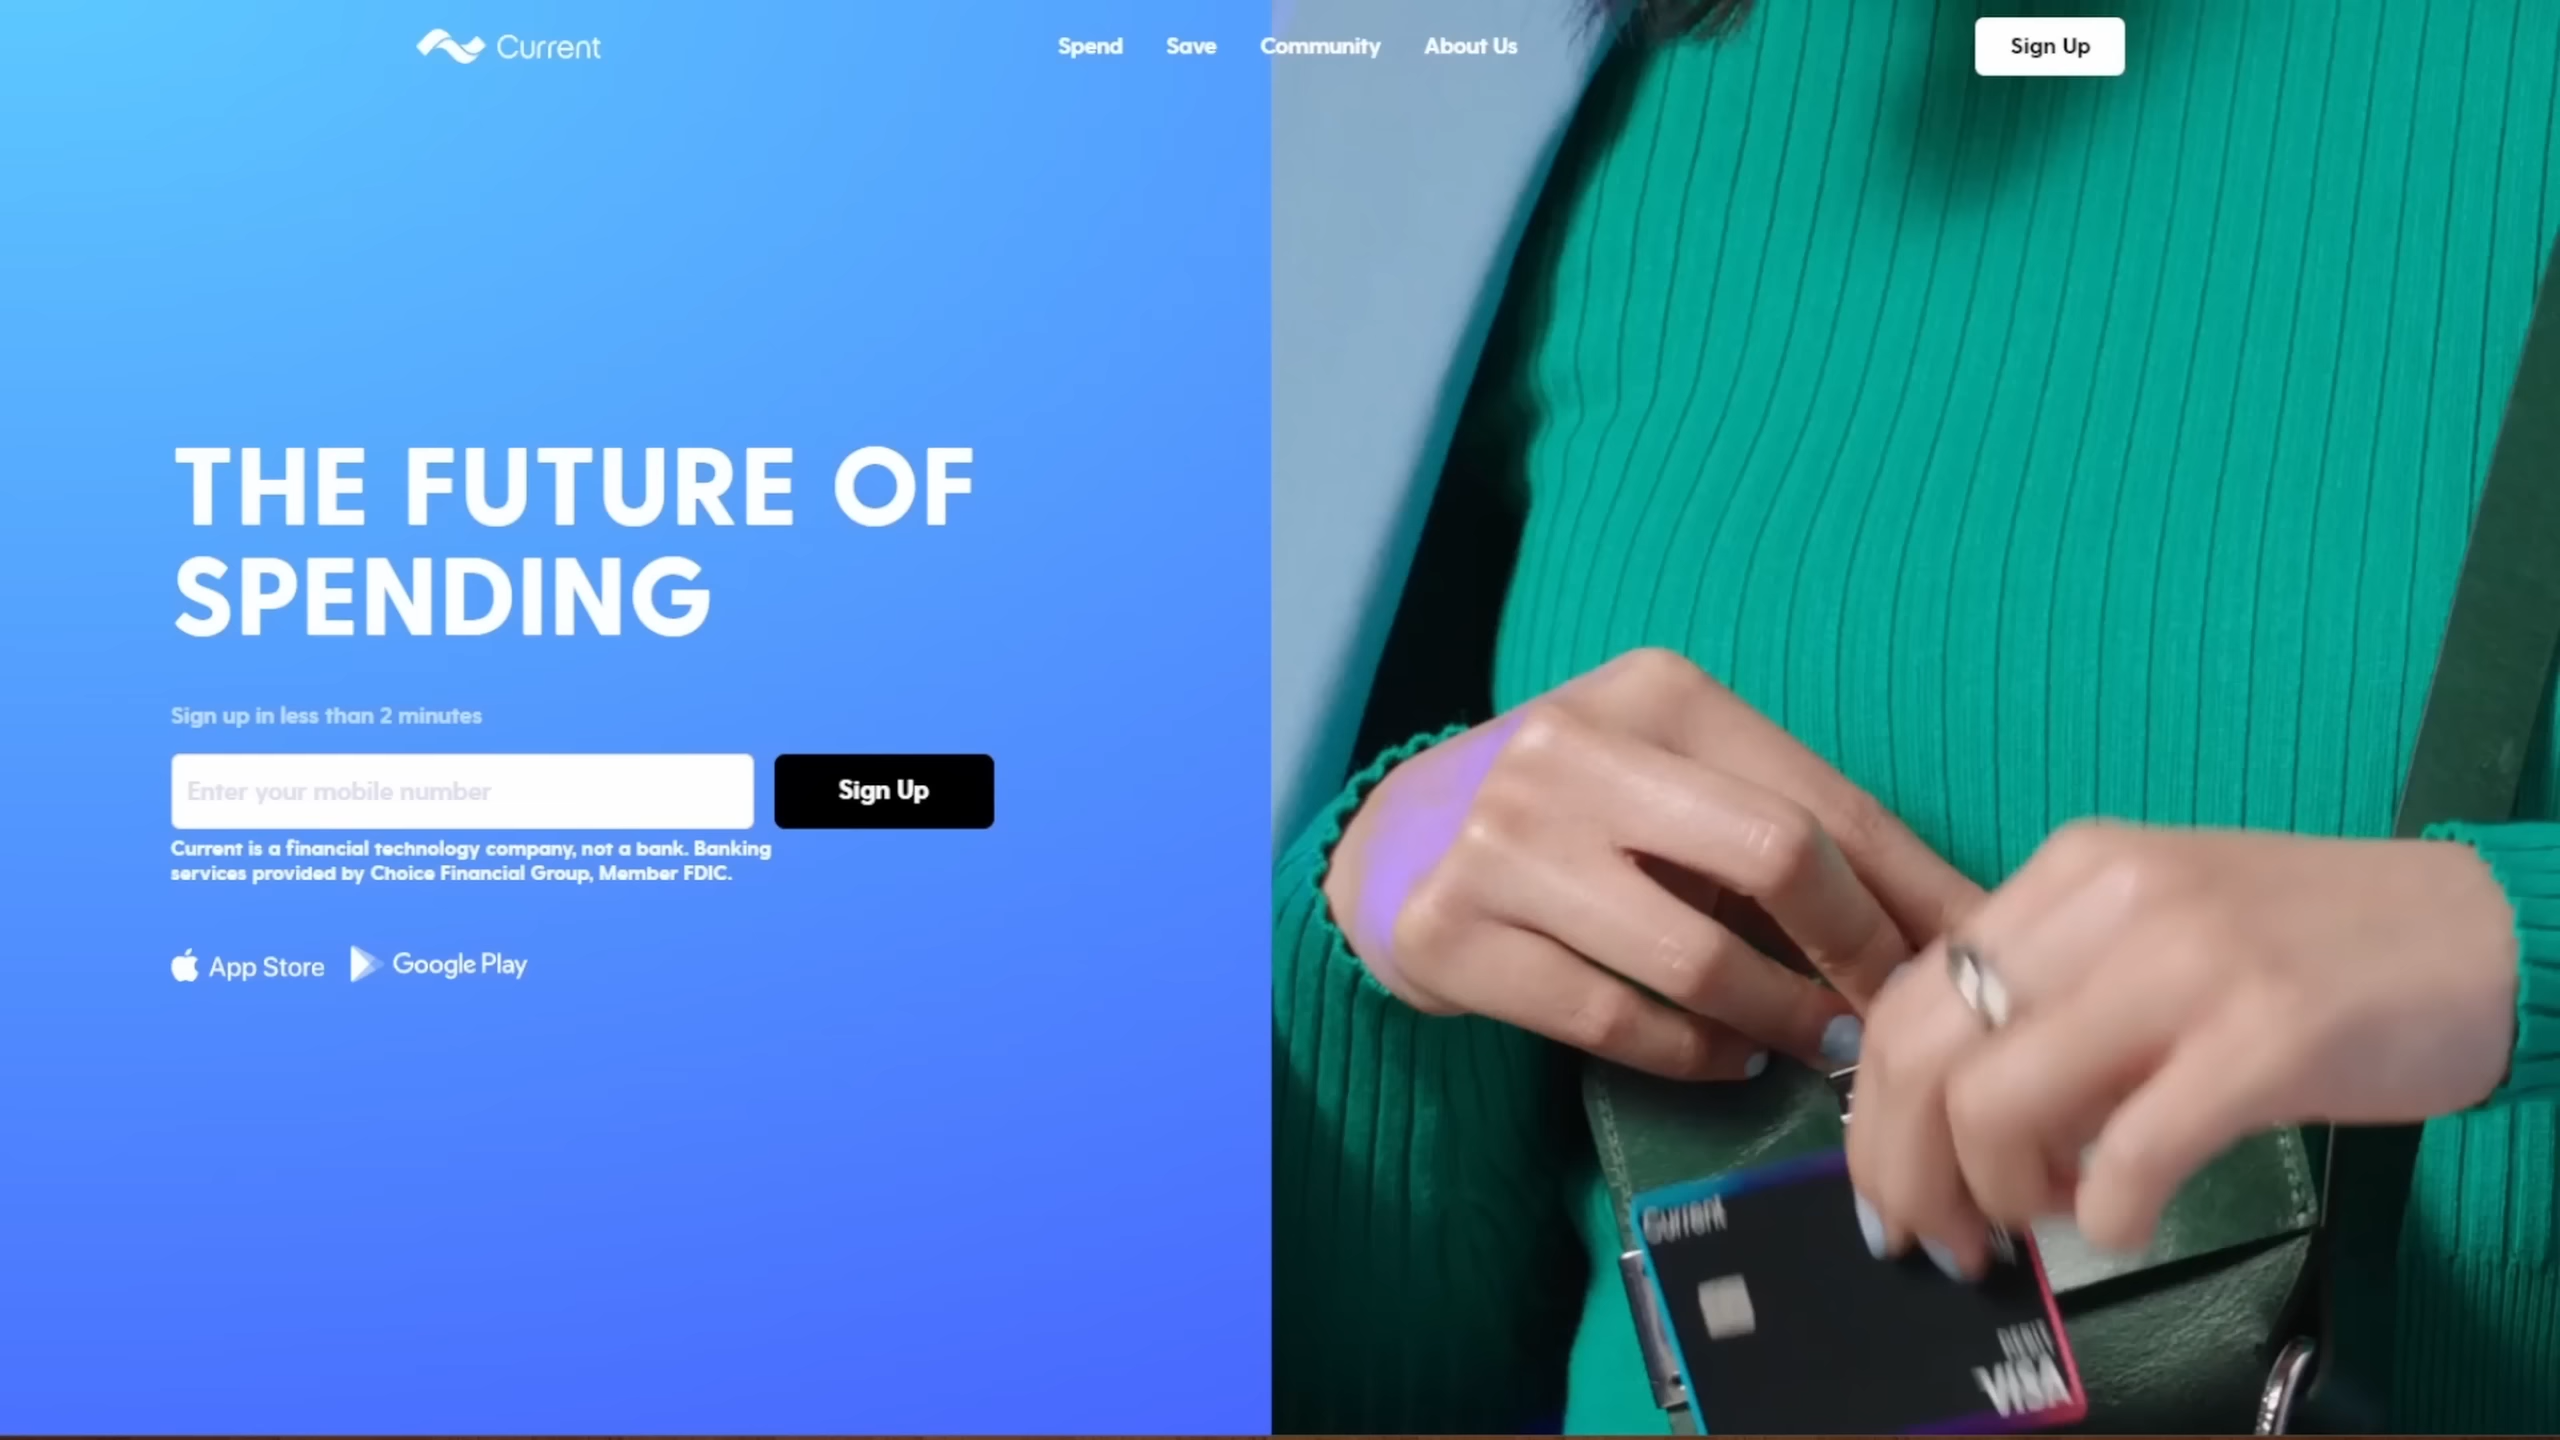 Current
Spend
Save
Community
About Us
Sign Up
THE FUTURE OF
SPENDING
Sign up in less than 2 minutes
Enter your mobile number
Sign Up
Current is a financial technology company, not a bank. Banking
services provided by Choice Financial Group, Member FDIC.
App Store
Google Play
Current
DEBIT
VISA